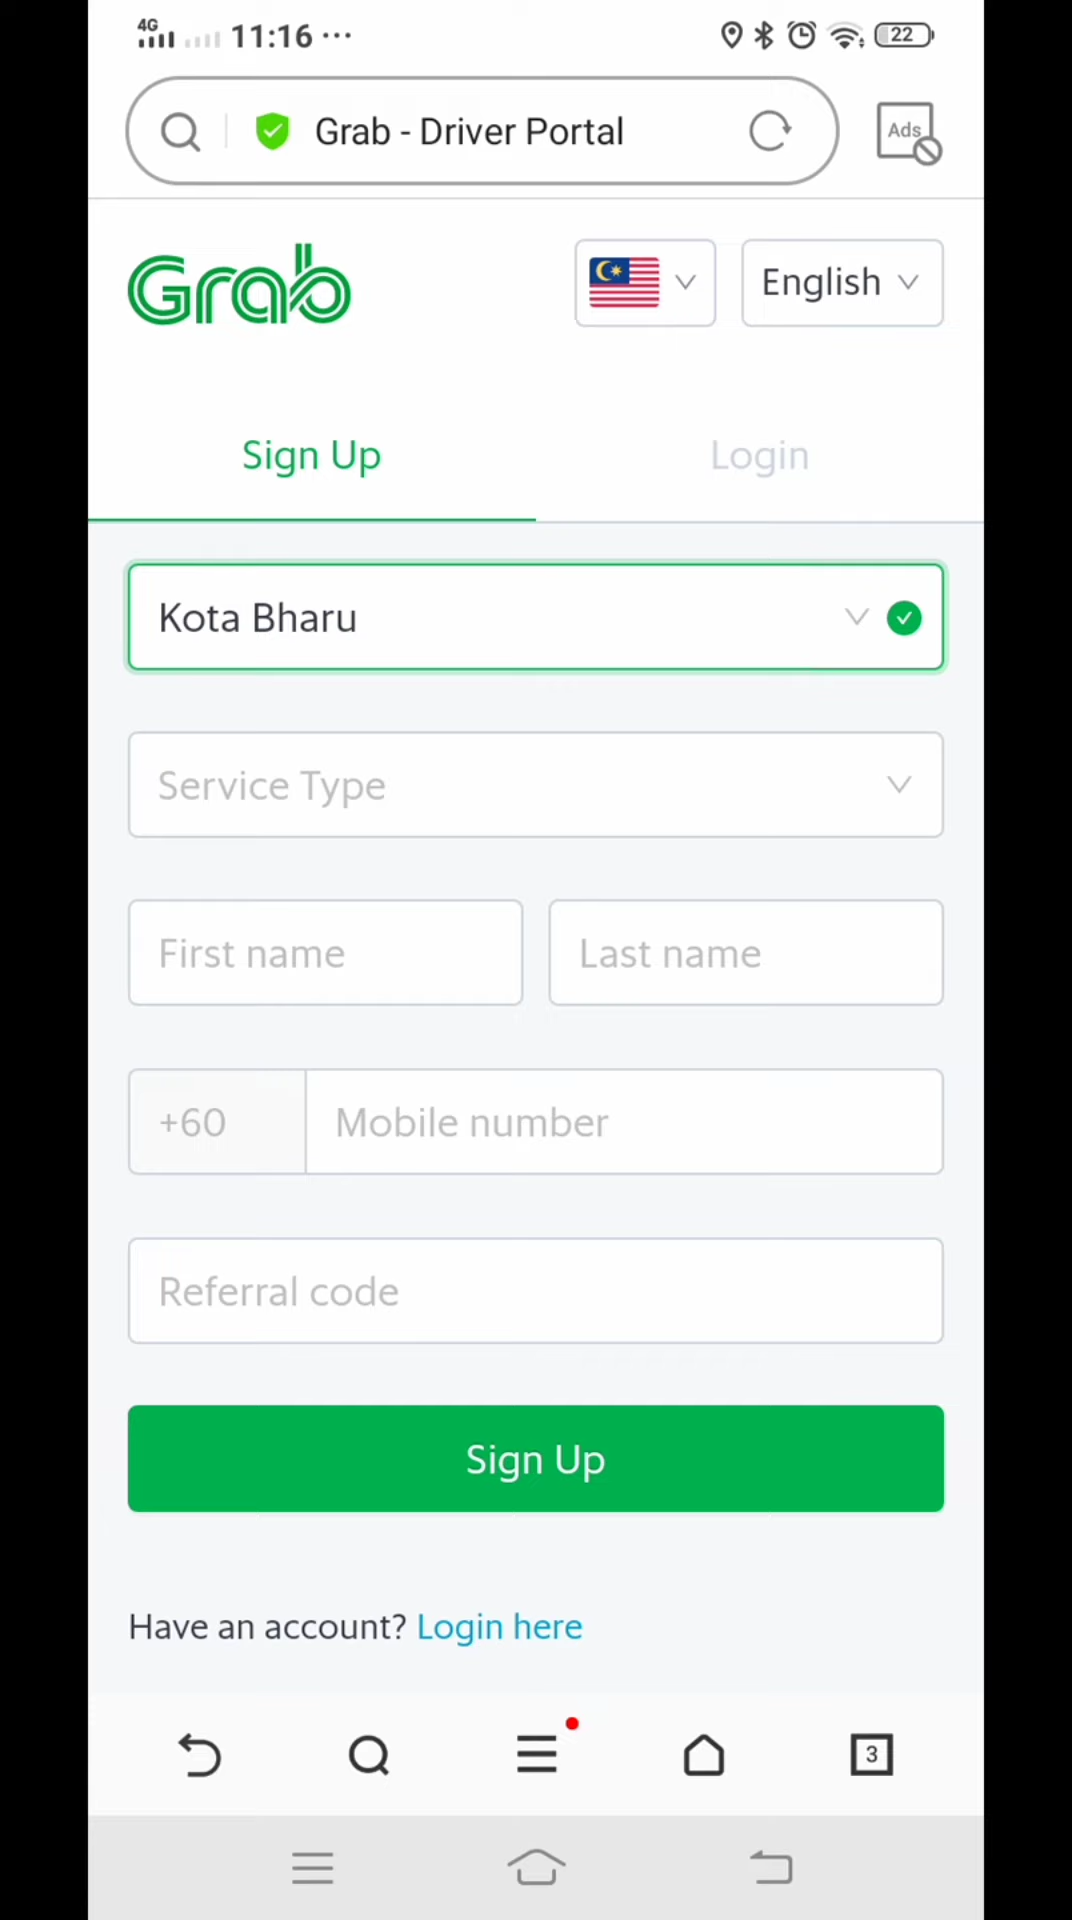 4G 11:16 ... 22
Grab - Driver Portal Ads
Grab English
Sign Up Login
Kota Bharu
Service Type
First name Last name
+60 Mobile number
Referral code
Sign Up
Have an account? Login here
3